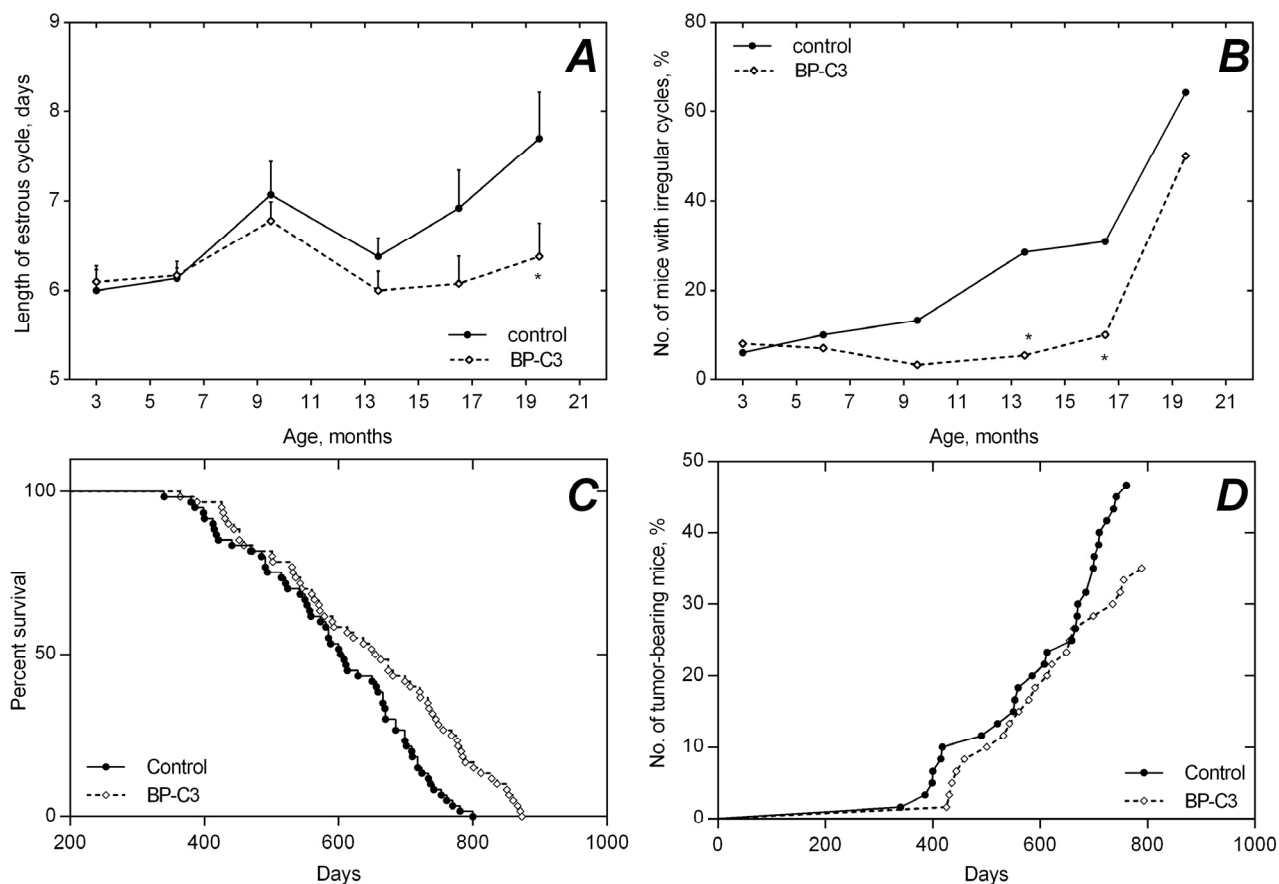 A
Length of estrous cycle, days
9
8
7
6
5
control
BP-C3
*
3 5 7 9 11 13 15 17 19 21
Age, months
B
No. of mice with irregular cycles, %
80
60
40
20
0
control
BP-C3
*
*
3 5 7 9 11 13 15 17 19 21
Age, months
C
Percent survival
100
50
0
Control
BP-C3
200 400 600 800 1000
Days
D
No. of tumor-bearing mice, %
50
40
30
20
10
0
Control
BP-C3
0 200 400 600 800 1000
Days